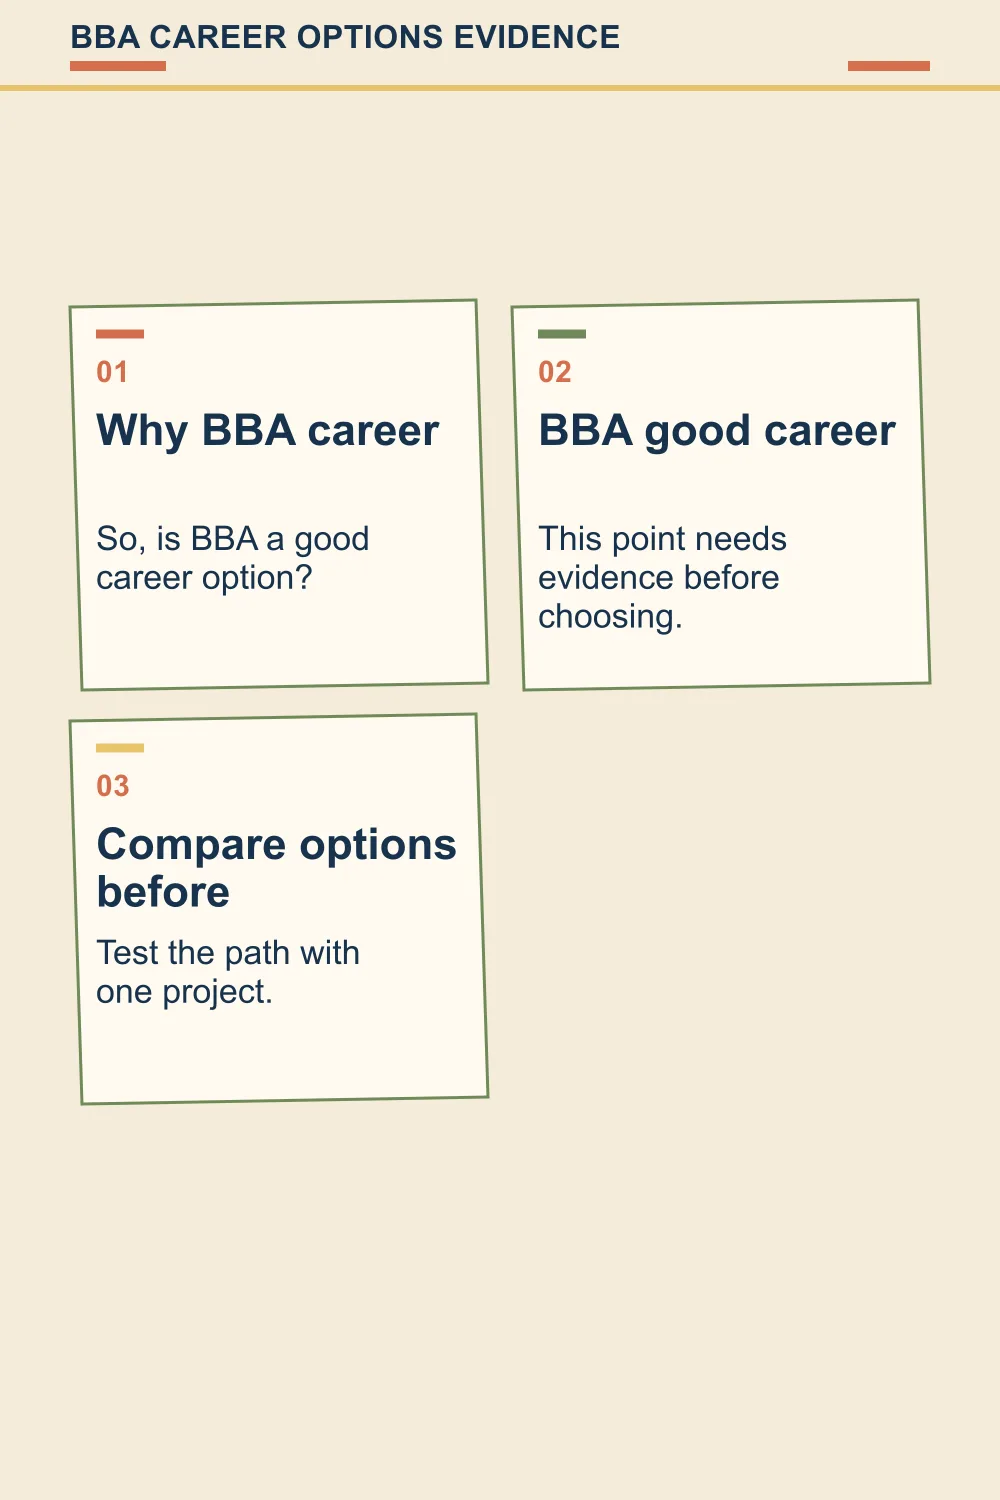 BBA CAREER OPTIONS EVIDENCE
01
Why BBA career
So, is BBA a good
career option?
02
BBA good career
This point needs
evidence before
choosing.
03
Compare options
before
Test the path with
one project.